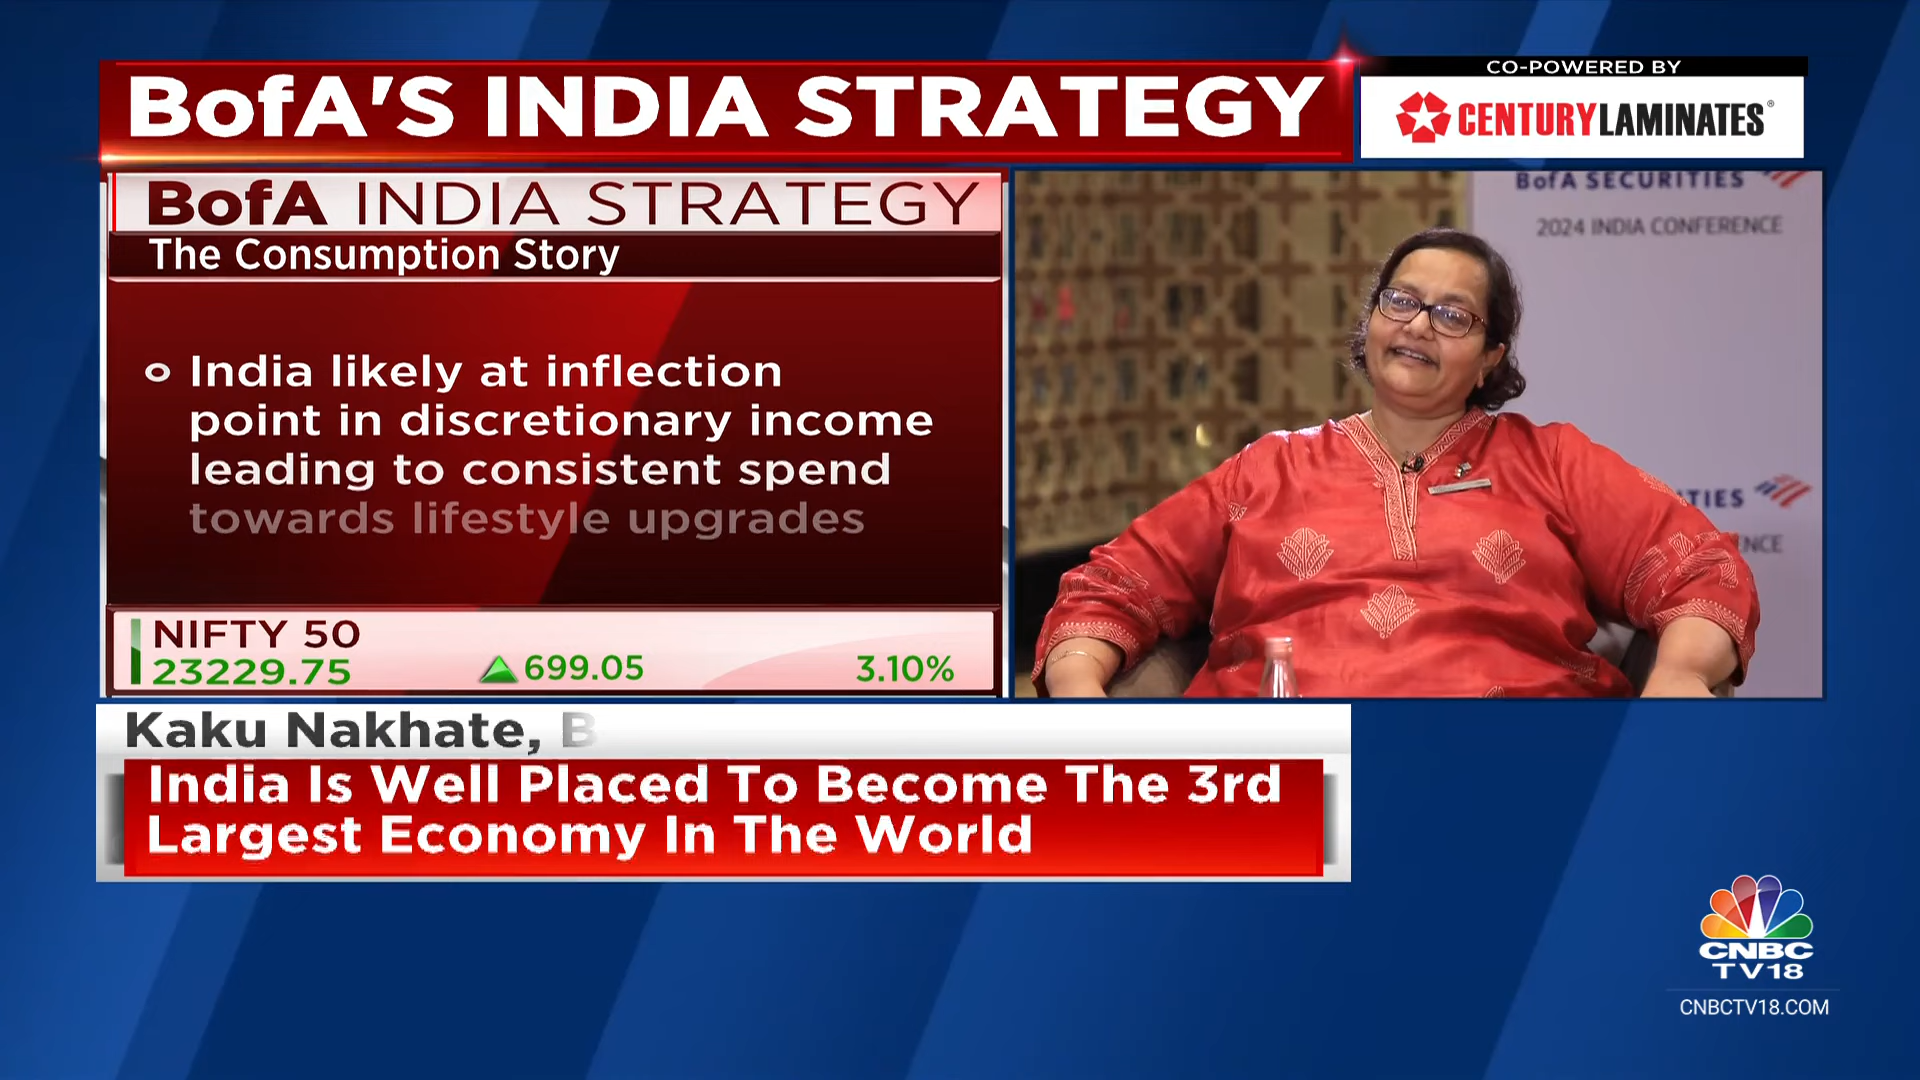 BofA'S INDIA STRATEGY
CO-POWERED BY
CENTURYLAMINATES®
BofA INDIA STRATEGY
The Consumption Story
India likely at inflection
point in discretionary income
leading to consistent spend
towards lifestyle upgrades
NIFTY 50
23229.75 699.05 3.10%
BofA SECURITIES
2024 INDIA CONFERENCE
TIES
NCE
Kaku Nakhate, B
India Is Well Placed To Become The 3rd
Largest Economy In The World
CNBC
TV18
CNBCTV18.COM